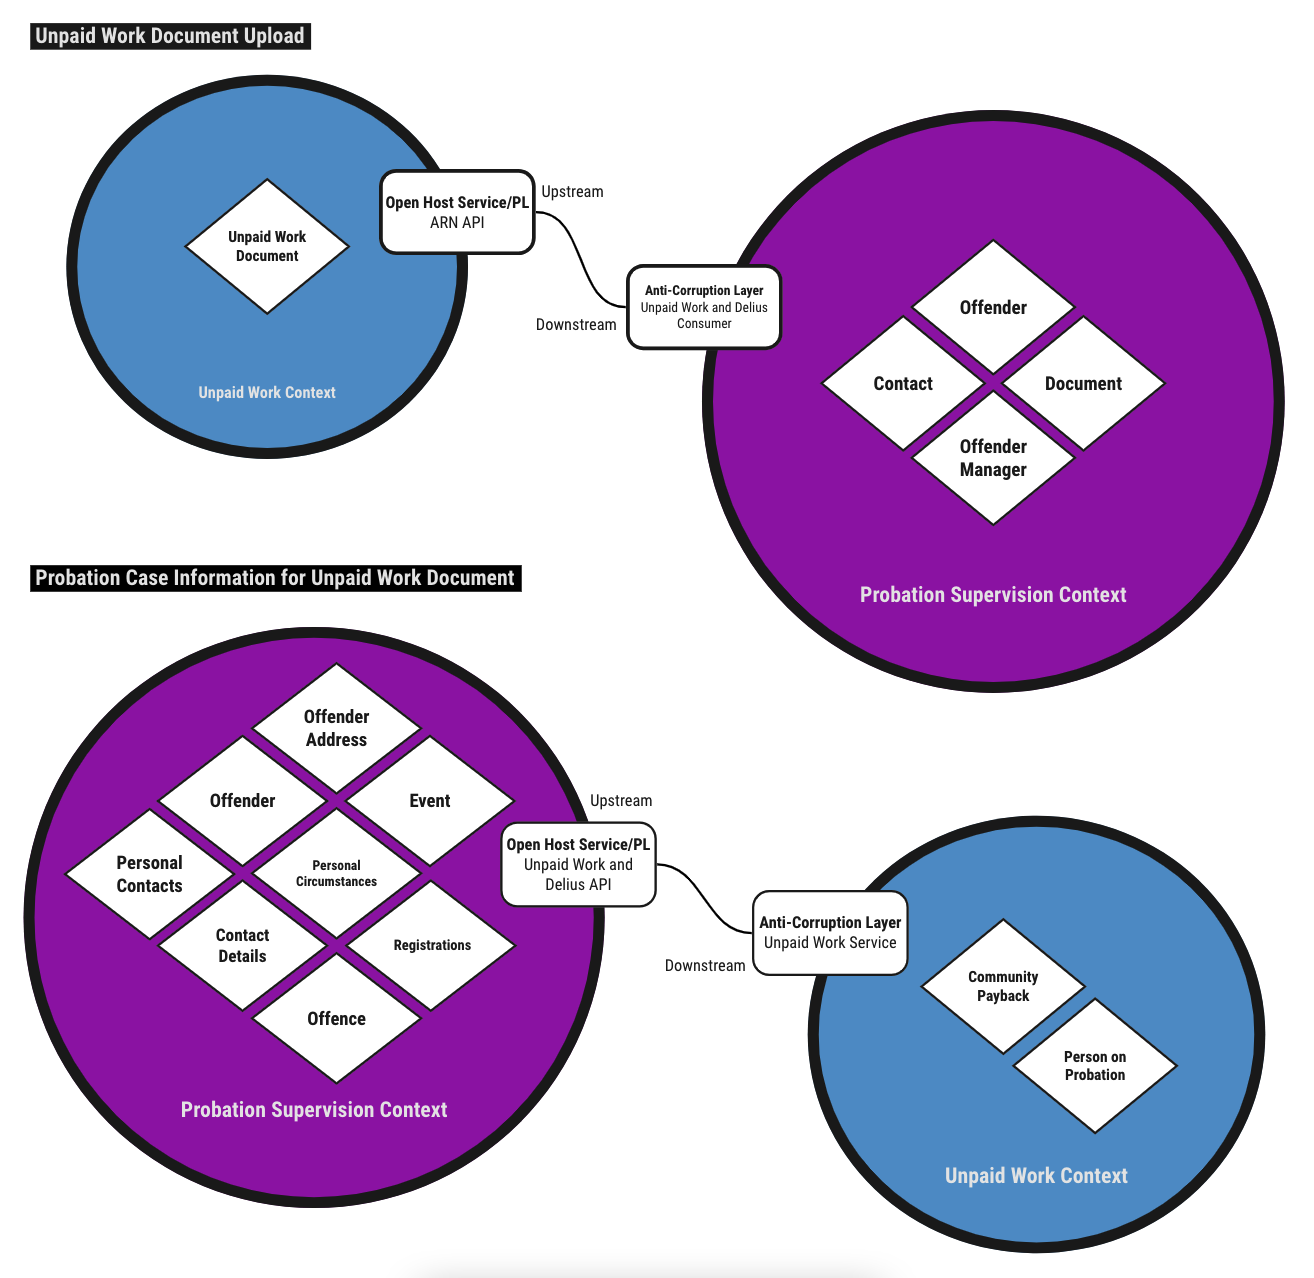 Unpaid Work Document Upload
Unpaid Work
Document
Unpaid Work Context
Open Host Service/PL
ARN API
Upstream
Downstream
Anti-Corruption Layer
Unpaid Work and Delius
Consumer
Offender
Contact
Document
Offender
Manager
Probation Supervision Context
Probation Case Information for Unpaid Work Document
Offender
Address
Offender
Event
Personal
Contacts
Personal
Circumstances
Contact
Details
Registrations
Offence
Probation Supervision Context
Open Host Service/PL
Unpaid Work and
Delius API
Upstream
Downstream
Anti-Corruption Layer
Unpaid Work Service
Community
Payback
Person on
Probation
Unpaid Work Context